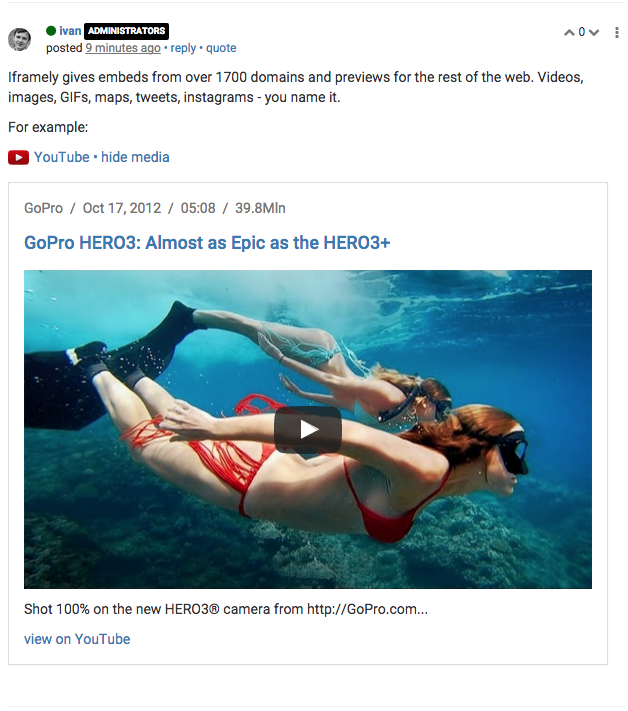 ivan ADMINISTRATORS
0
posted 9 minutes ago • reply • quote
Iframely gives embeds from over 1700 domains and previews for the rest of the web. Videos,
images, GIFs, maps, tweets, instagrams - you name it.
For example:
YouTube • hide media
GoPro / Oct 17, 2012 / 05:08 / 39.8Mln
GoPro HERO3: Almost as Epic as the HERO3+
Shot 100% on the new HERO3® camera from http://GoPro.com...
view on YouTube